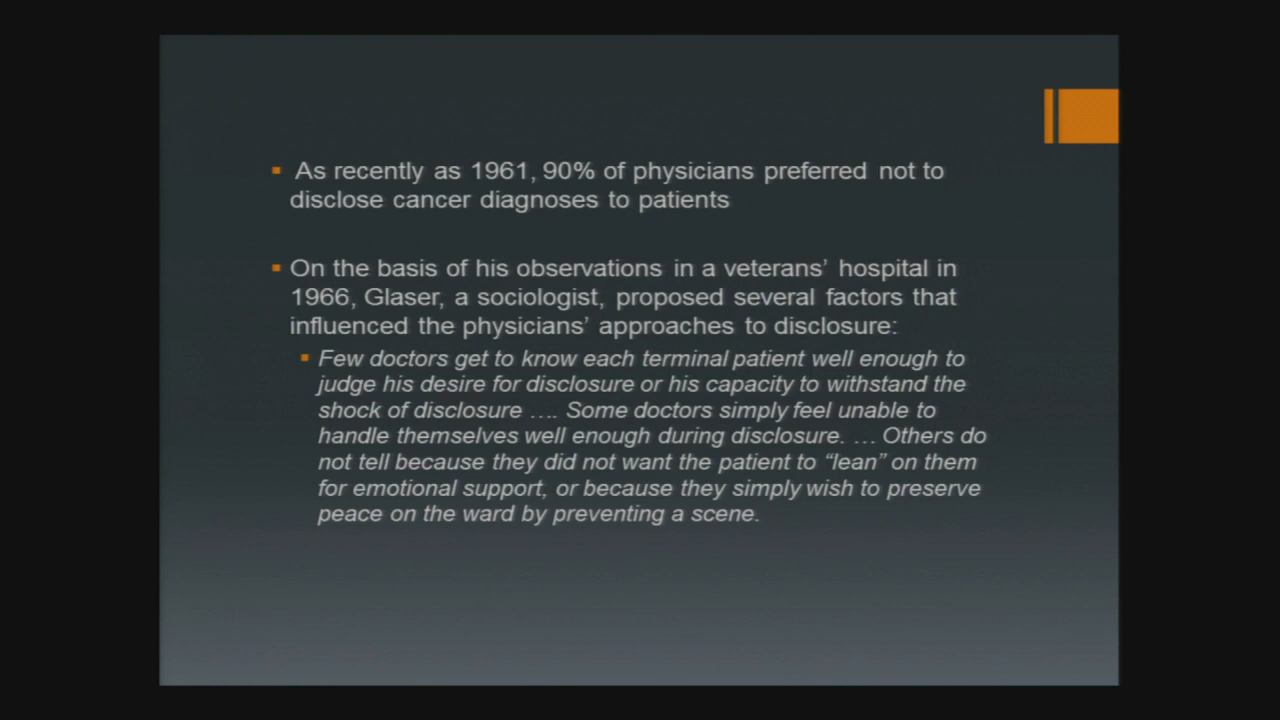 As recently as 1961, 90% of physicians preferred not to
disclose cancer diagnoses to patients
On the basis of his observations in a veterans’ hospital in
1966, Glaser, a sociologist, proposed several factors that
influenced the physicians’ approaches to disclosure:
Few doctors get to know each terminal patient well enough to
judge his desire for disclosure or his capacity to withstand the
shock of disclosure …. Some doctors simply feel unable to
handle themselves well enough during disclosure. … Others do
not tell because they did not want the patient to “lean” on them
for emotional support, or because they simply wish to preserve
peace on the ward by preventing a scene.